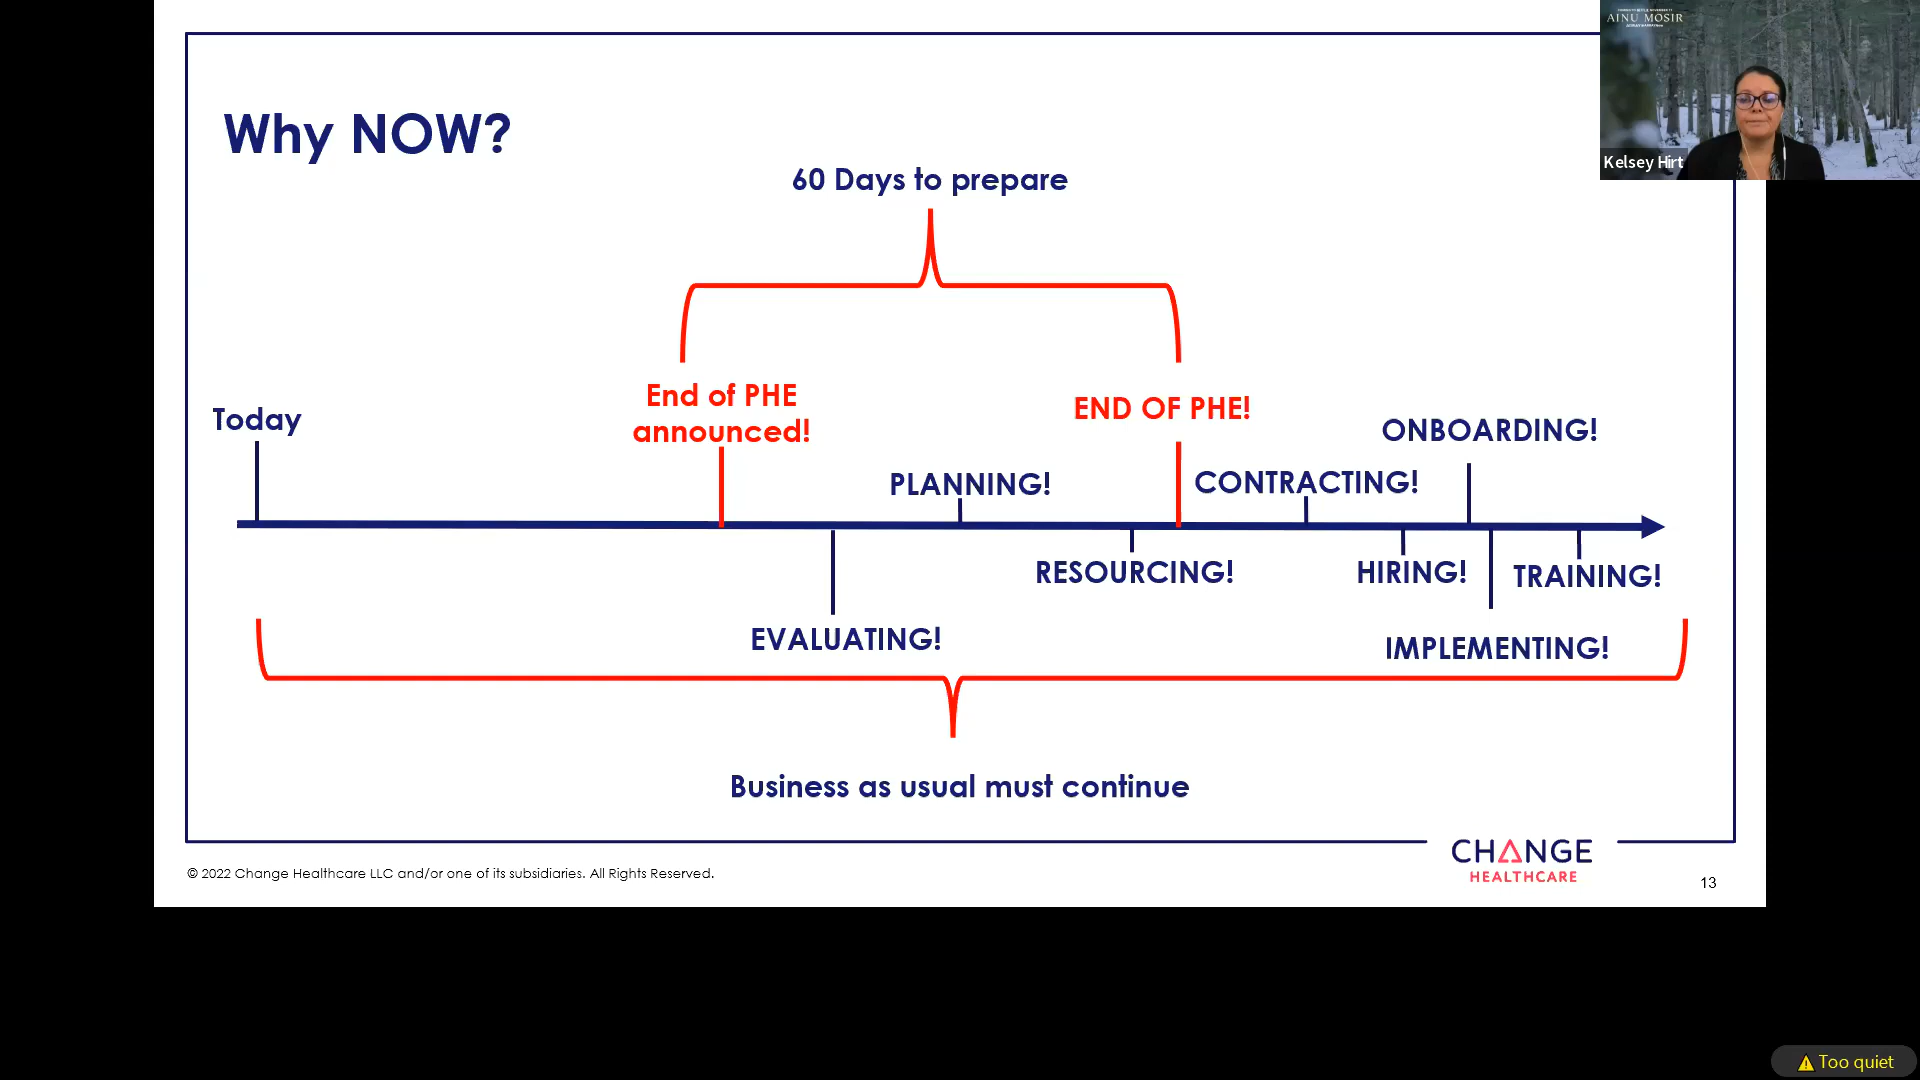 AINU MOSIR
Kelsey Hirt
Why NOW?
60 Days to prepare
End of PHE
announced!
END OF PHE!
Today
ONBOARDING!
PLANNING!
CONTRACTING!
RESOURCING!
HIRING!
TRAINING!
EVALUATING!
IMPLEMENTING!
Business as usual must continue
CHANGE
HEALTHCARE
© 2022 Change Healthcare LLC and/or one of its subsidiaries. All Rights Reserved.
13
Too quiet